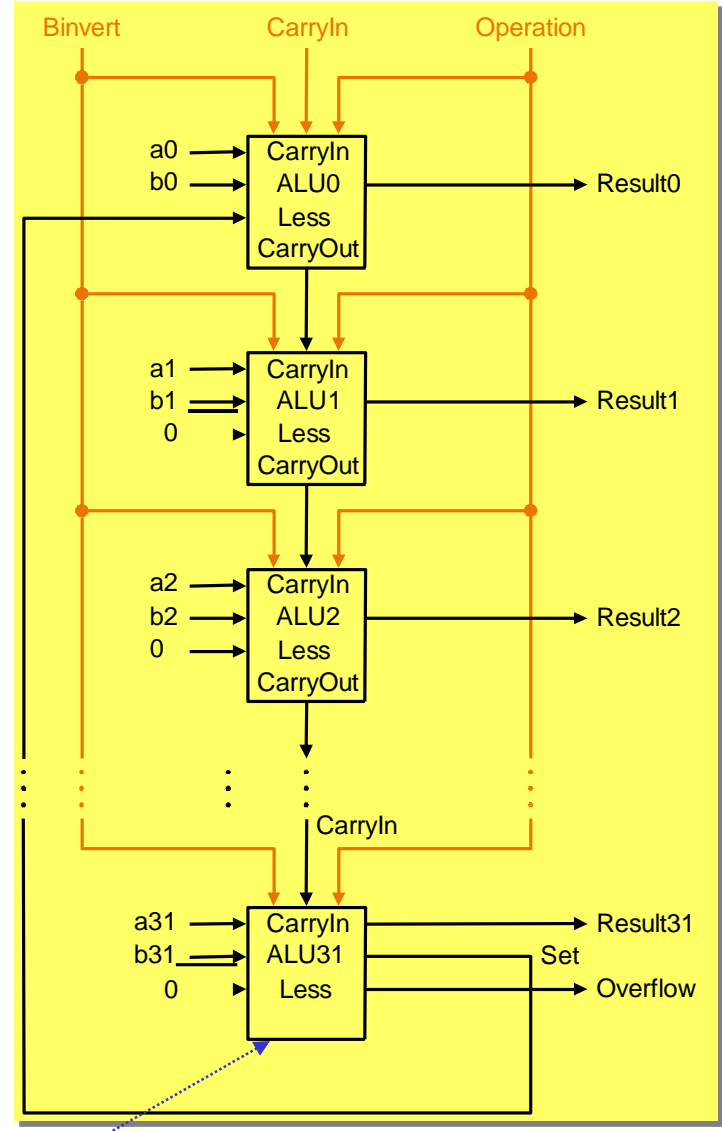 Binvert CarryIn Operation
a0 CarryIn
b0 ALU0 Result0
Less
CarryOut
a1 CarryIn
b1 ALU1 Result1
0 Less
CarryOut
a2 CarryIn
b2 ALU2 Result2
0 Less
CarryOut
CarryIn
a31 CarryIn Result31
b31 ALU31 Set
0 Less Overflow